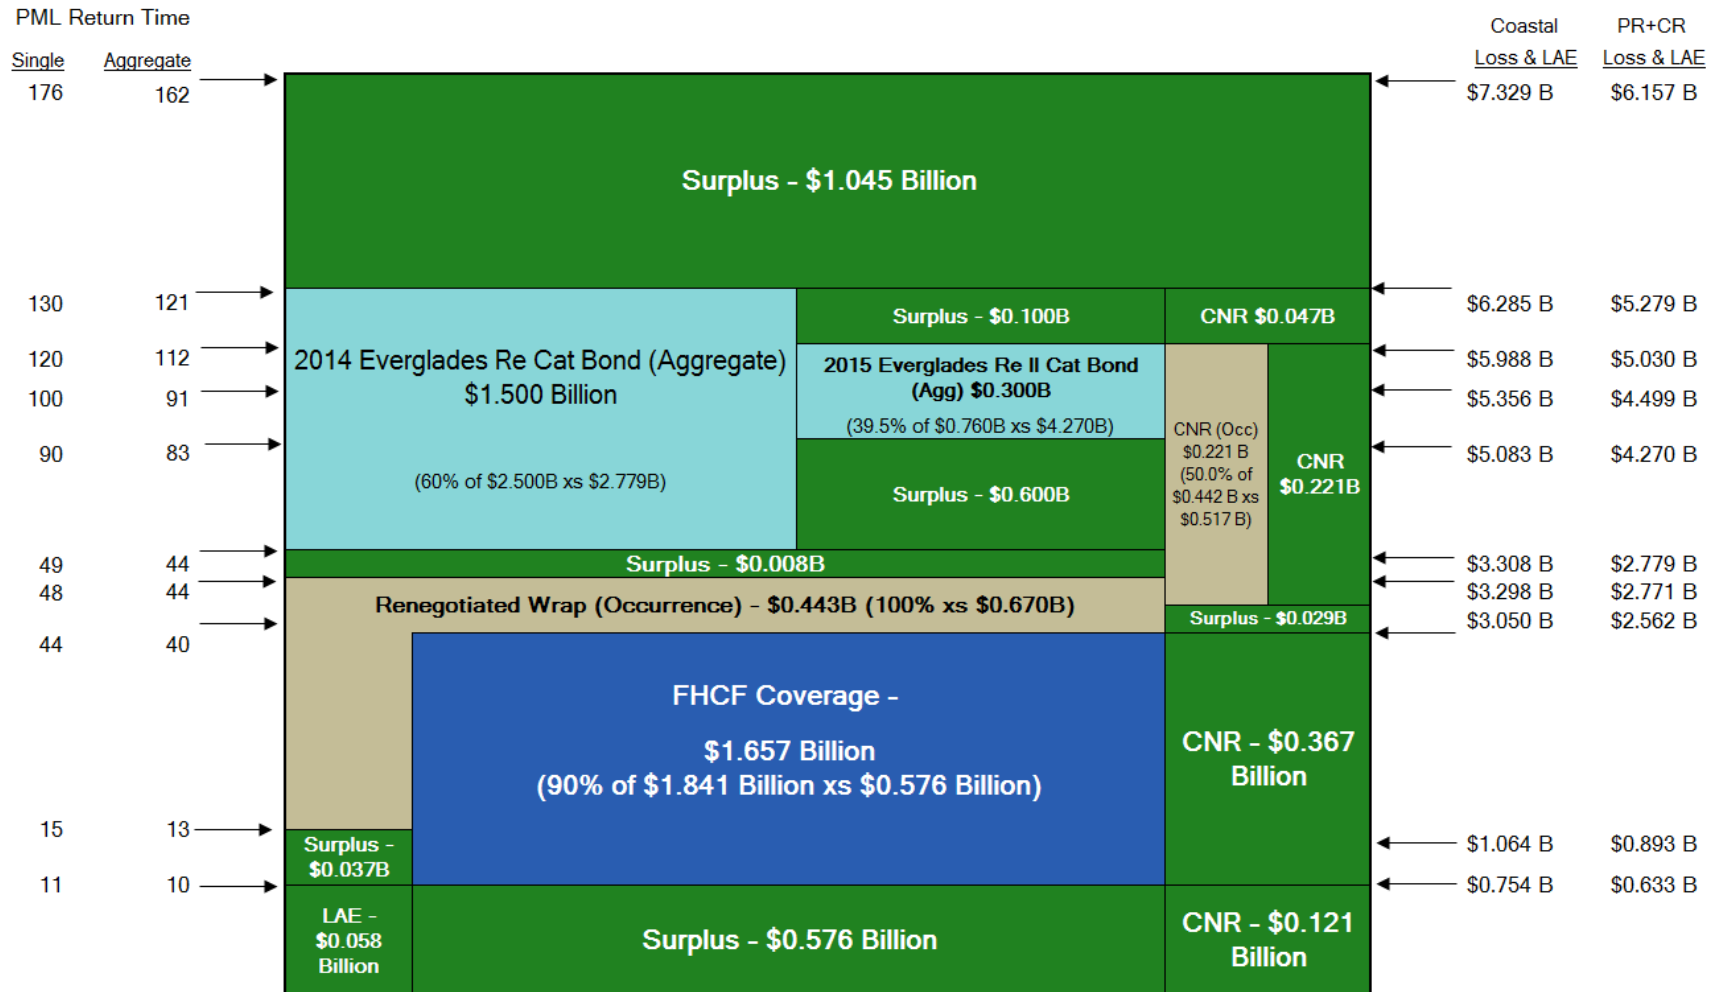 PML Return Time
Single Aggregate
Coastal PR+CR
Loss & LAE Loss & LAE
176 162
$7.329 B $6.157 B
Surplus - $1.045 Billion
130 121
$6.285 B $5.279 B
Surplus - $0.100B
CNR $0.047B
120 112
$5.988 B $5.030 B
2014 Everglades Re Cat Bond (Aggregate)
$1.500 Billion
(60% of $2.500B xs $2.779B)
2015 Everglades Re II Cat Bond
(Agg) $0.300B
(39.5% of $0.760B xs $4.270B)
100 91
$5.356 B $4.499 B
90 83
$5.083 B $4.270 B
CNR (Occ)
$0.221 B
(50.0% of
$0.442 B xs
$0.517 B)
CNR
$0.221B
Surplus - $0.600B
49 44
$3.308 B $2.779 B
Surplus - $0.008B
48 44
$3.298 B $2.771 B
Renegotiated Wrap (Occurrence) - $0.443B (100% xs $0.670B)
Surplus - $0.029B
$3.050 B $2.562 B
44 40
FHCF Coverage -
$1.657 Billion
(90% of $1.841 Billion xs $0.576 Billion)
CNR - $0.367
Billion
15 13
$1.064 B $0.893 B
Surplus -
$0.037B
11 10
$0.754 B $0.633 B
LAE -
$0.058
Billion
Surplus - $0.576 Billion
CNR - $0.121
Billion